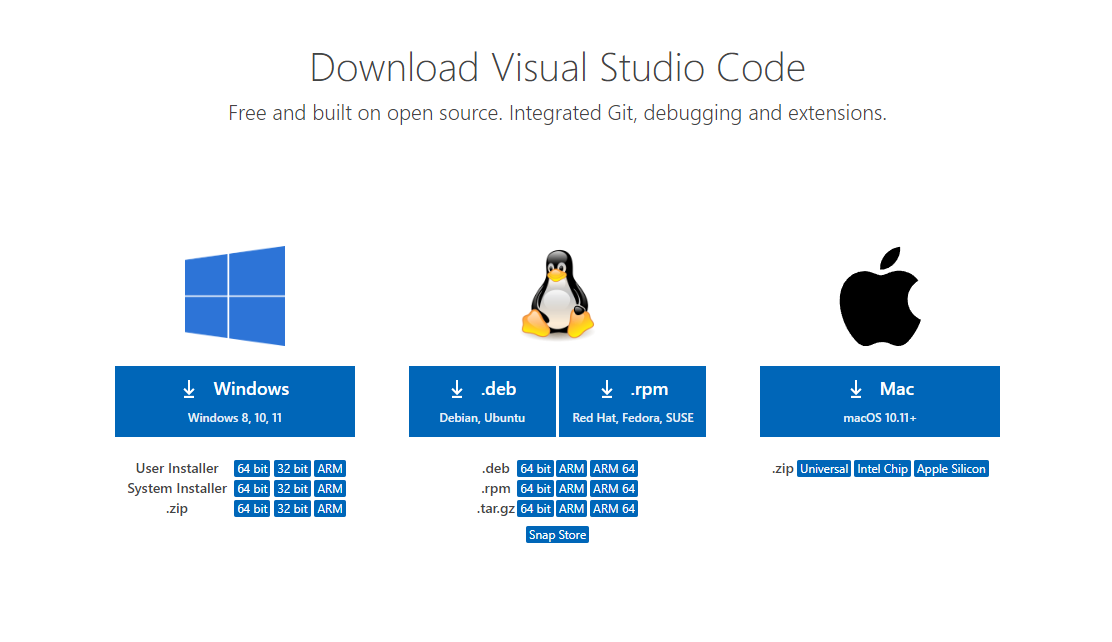 Download Visual Studio Code
Free and built on open source. Integrated Git, debugging and extensions.
Windows
Windows 8, 10, 11
User Installer 64 bit 32 bit ARM
System Installer 64 bit 32 bit ARM
.zip 64 bit 32 bit ARM
.deb
Debian, Ubuntu
.rpm
Red Hat, Fedora, SUSE
.deb 64 bit ARM ARM 64
.rpm 64 bit ARM ARM 64
.tar.gz 64 bit ARM ARM 64
Snap Store
Mac
macOS 10.11+
.zip Universal Intel Chip Apple Silicon